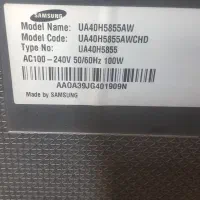 SAMSUNG
Model Name: UA40H5855AW
Model Code: UA40H5855AWCHD
Type No: UA40H5855
AC100-240V 50/60Hz 100W
AA0A39JG401909N
Made by SAMSUNG